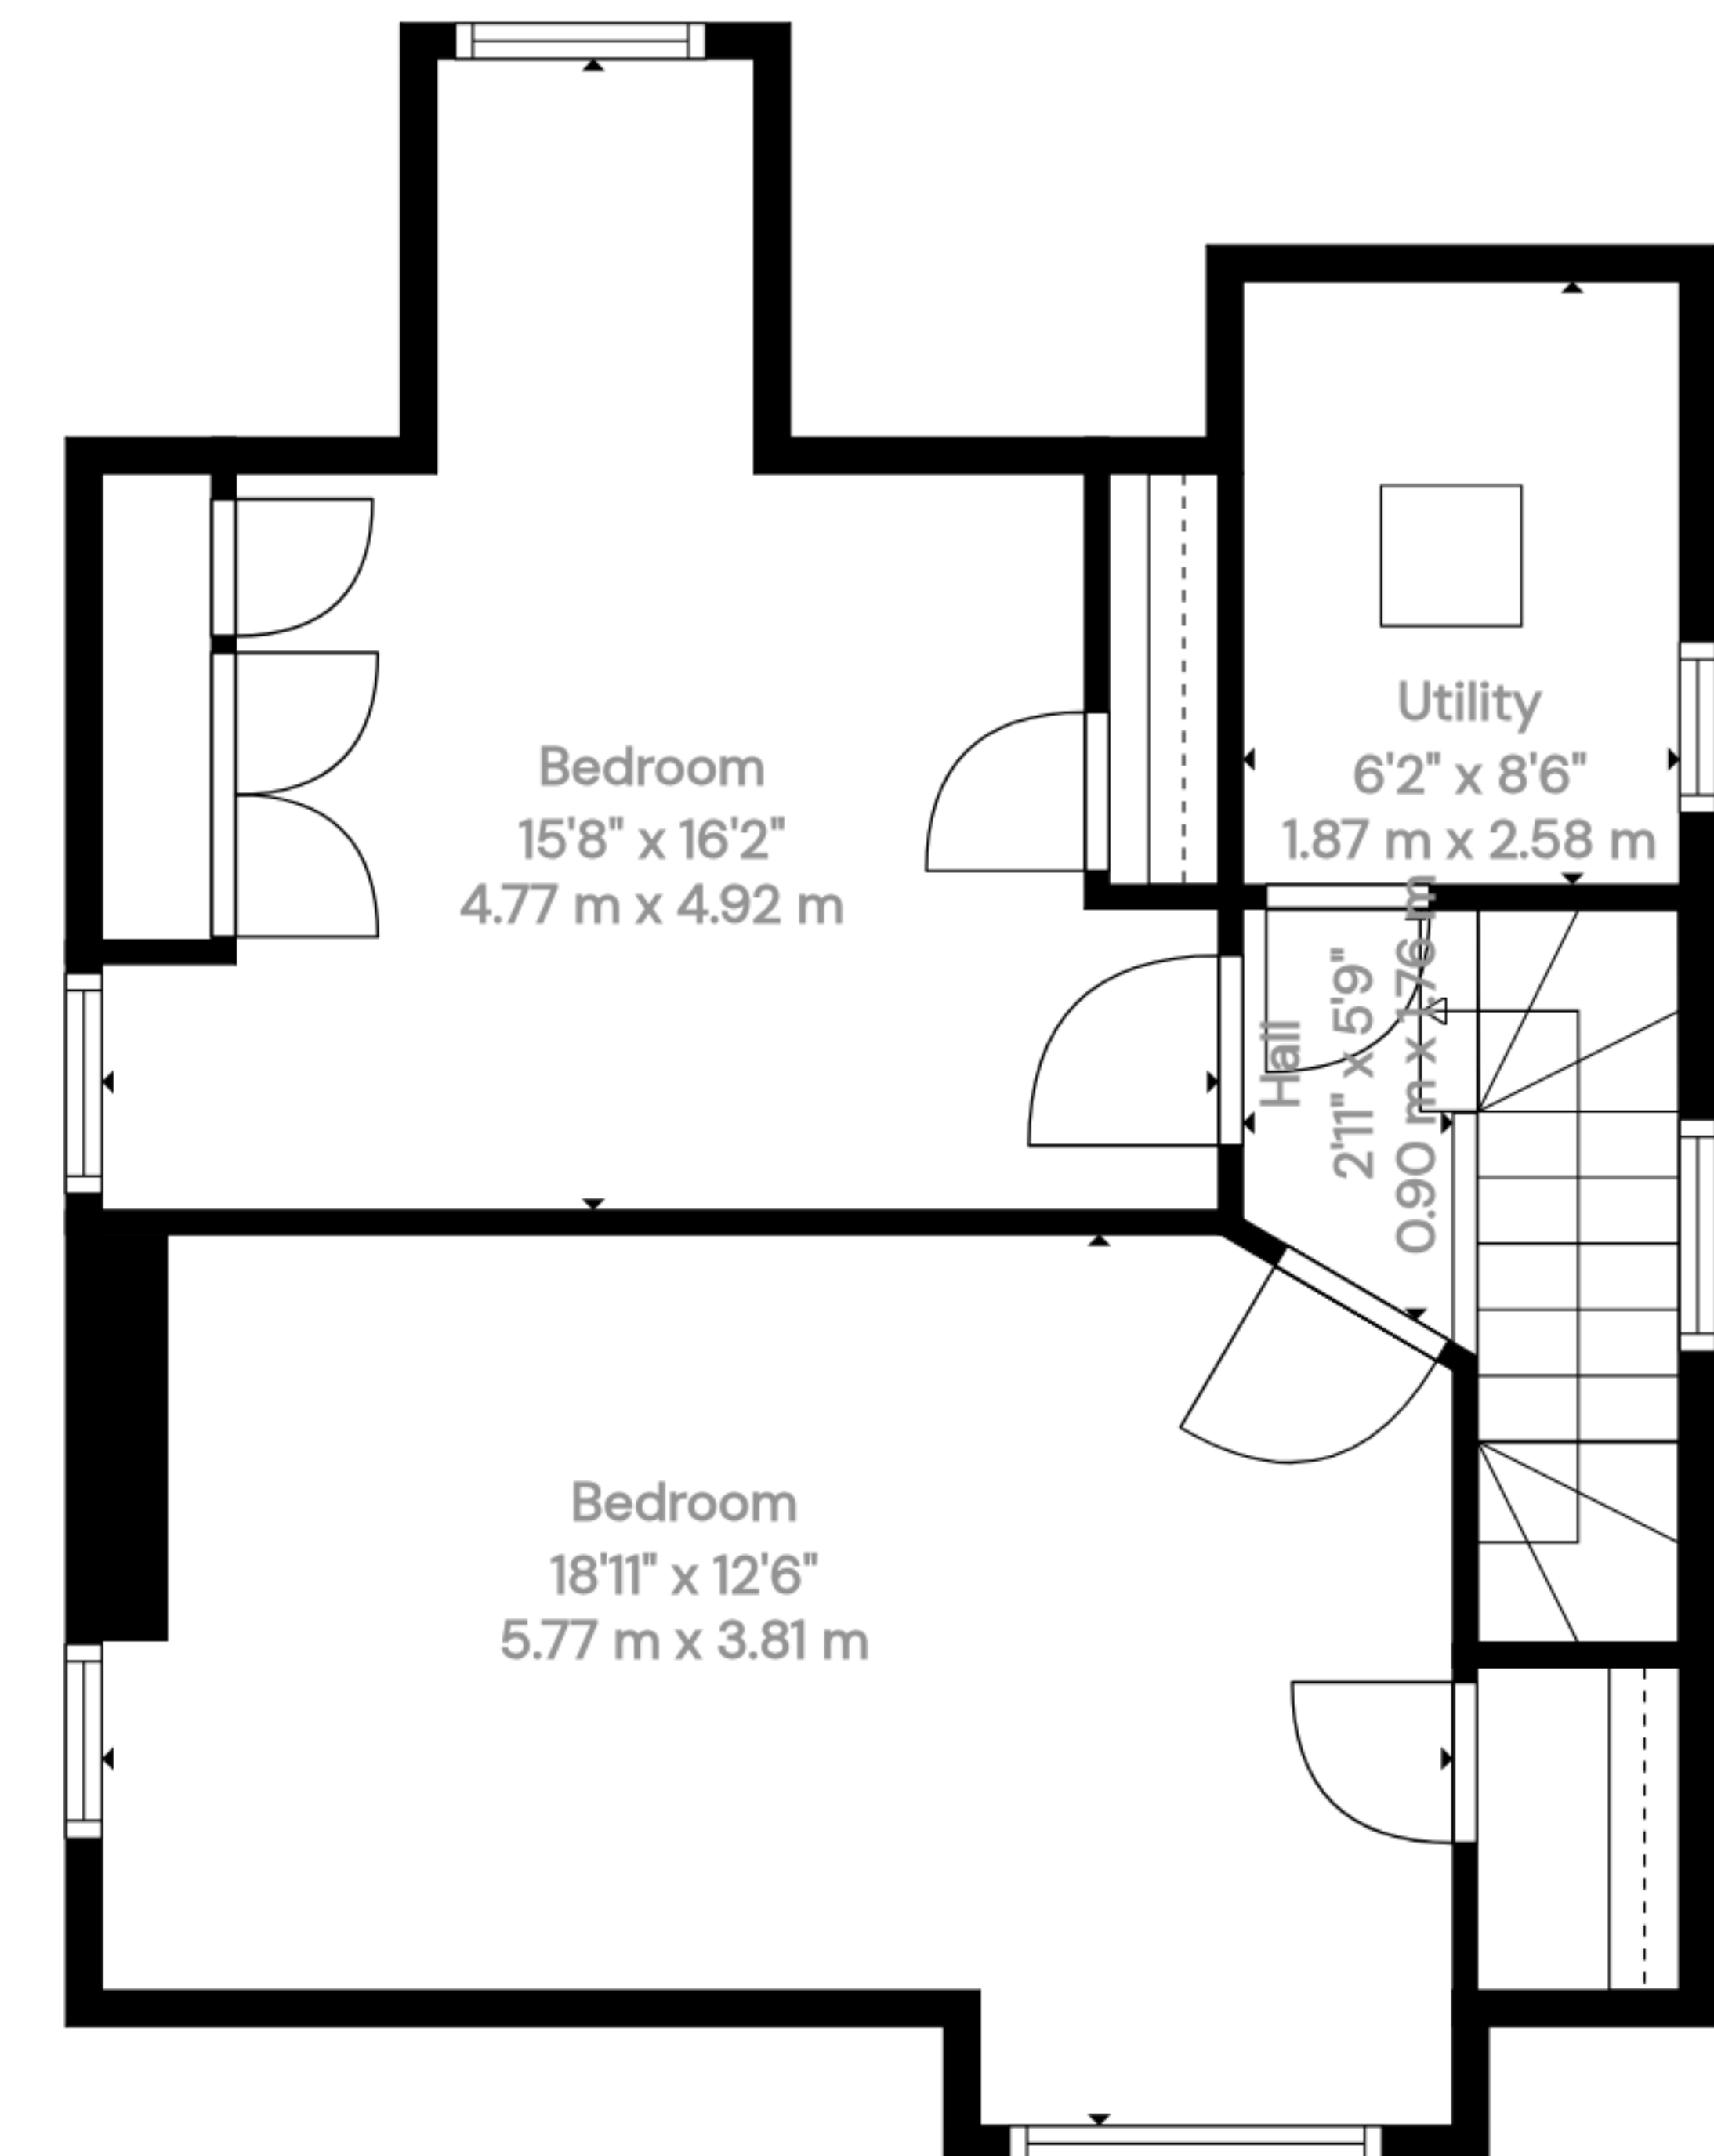 Bedroom
15'8" x 16'2"
4.77 m x 4.92 m
Utility
6'2" x 8'6"
1.87 m x 2.58 m
Hall
2'11" x 5'9"
0.90 m x 1.76 m
Bedroom
18'11" x 12'6"
5.77 m x 3.81 m